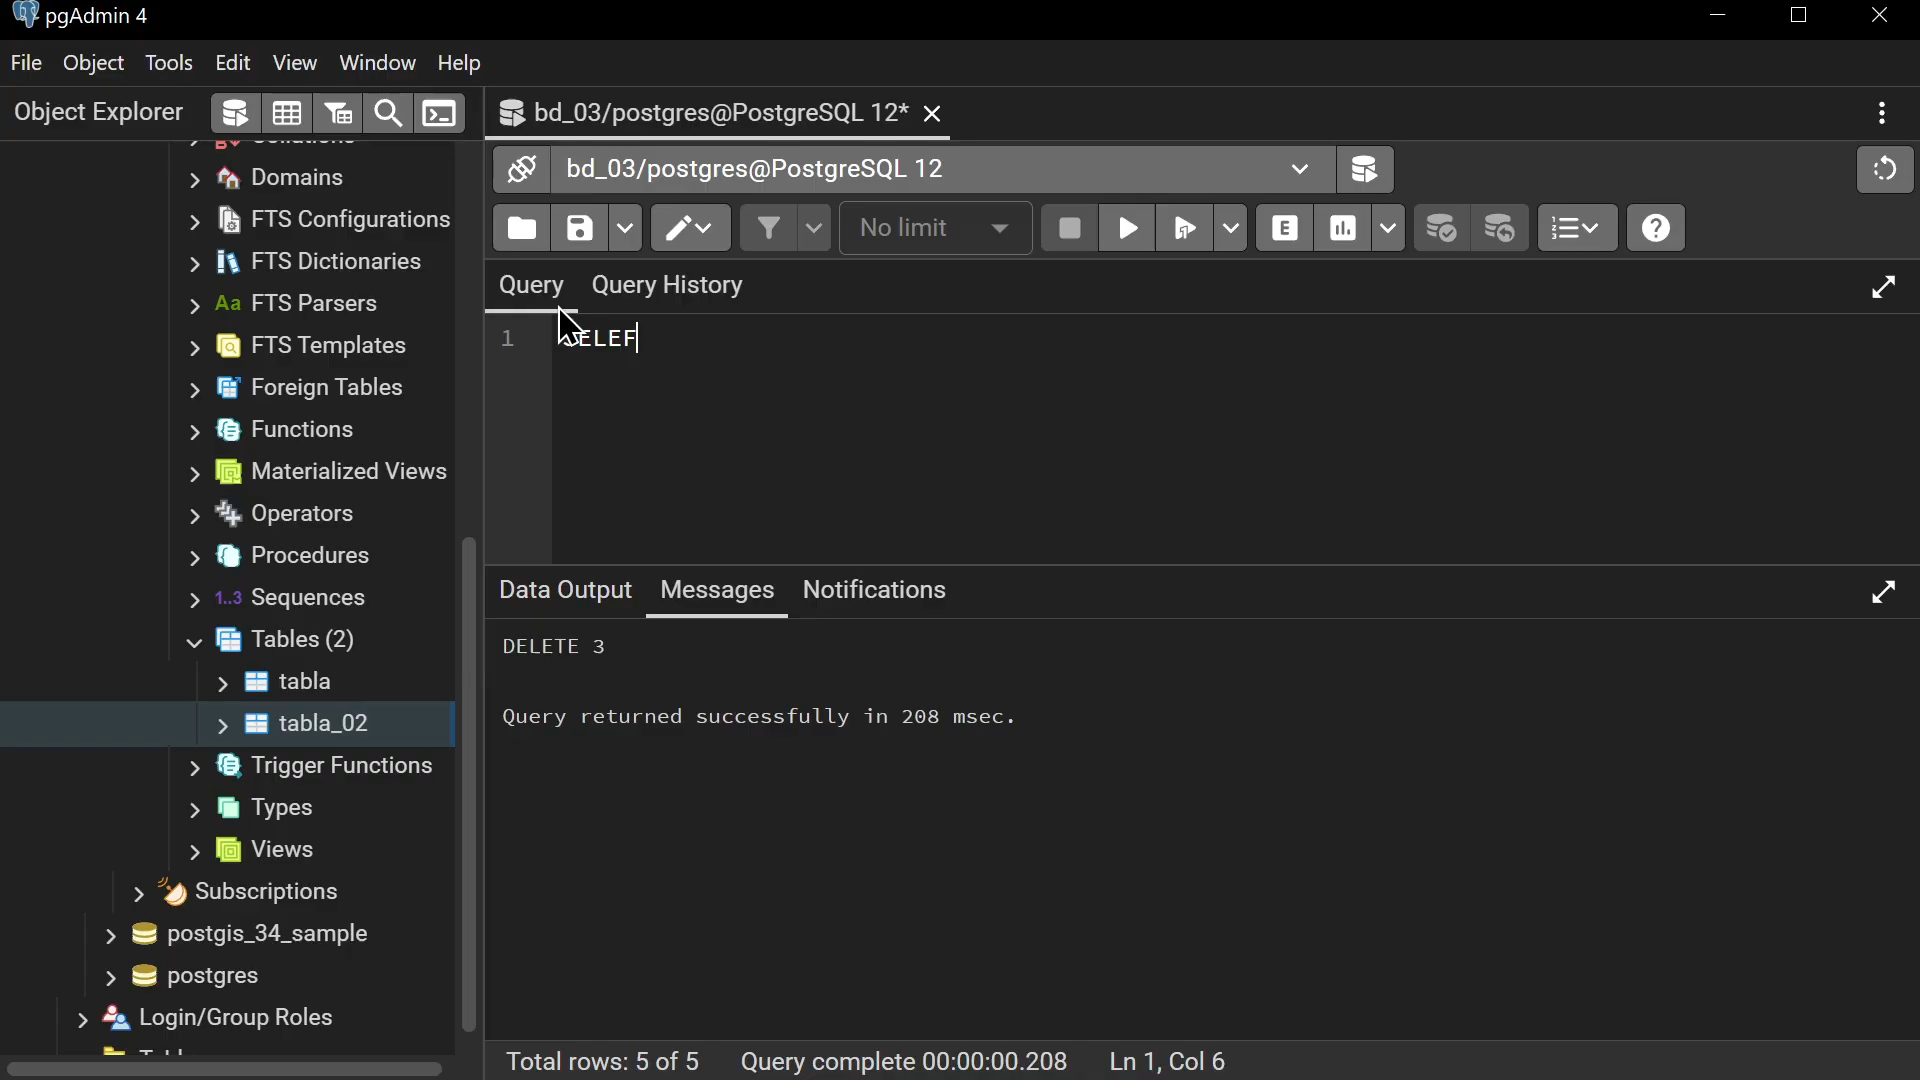 pgAdmin 4
File Object Tools Edit View Window Help
Object Explorer
bd_03/postgres@PostgreSQL 12*
bd_03/postgres@PostgreSQL 12
No limit
E
Query Query History
1 ELEF
Domains
FTS Configurations
FTS Dictionaries
Aa FTS Parsers
FTS Templates
Foreign Tables
Functions
Materialized Views
Operators
Procedures
1..3 Sequences
Tables (2)
tabla
tabla_02
Trigger Functions
Types
Views
Subscriptions
postgis_34_sample
postgres
Login/Group Roles
Data Output Messages Notifications
DELETE 3
Query returned successfully in 208 msec.
Total rows: 5 of 5 Query complete 00:00:00.208 Ln 1, Col 6